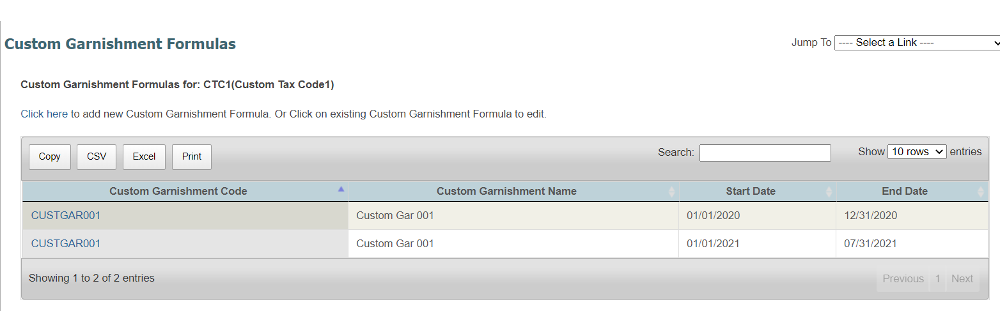 Custom Garnishment Formulas
Jump To ---- Select a Link ----
Custom Garnishment Formulas for: CTC1(Custom Tax Code1)
Click here to add new Custom Garnishment Formula. Or Click on existing Custom Garnishment Formula to edit.
Copy CSV Excel Print Search: Show 10 rows entries
Custom Garnishment Code Custom Garnishment Name Start Date End Date
CUSTGAR001 Custom Gar 001 01/01/2020 12/31/2020
CUSTGAR001 Custom Gar 001 01/01/2021 07/31/2021
Showing 1 to 2 of 2 entries Previous 1 Next